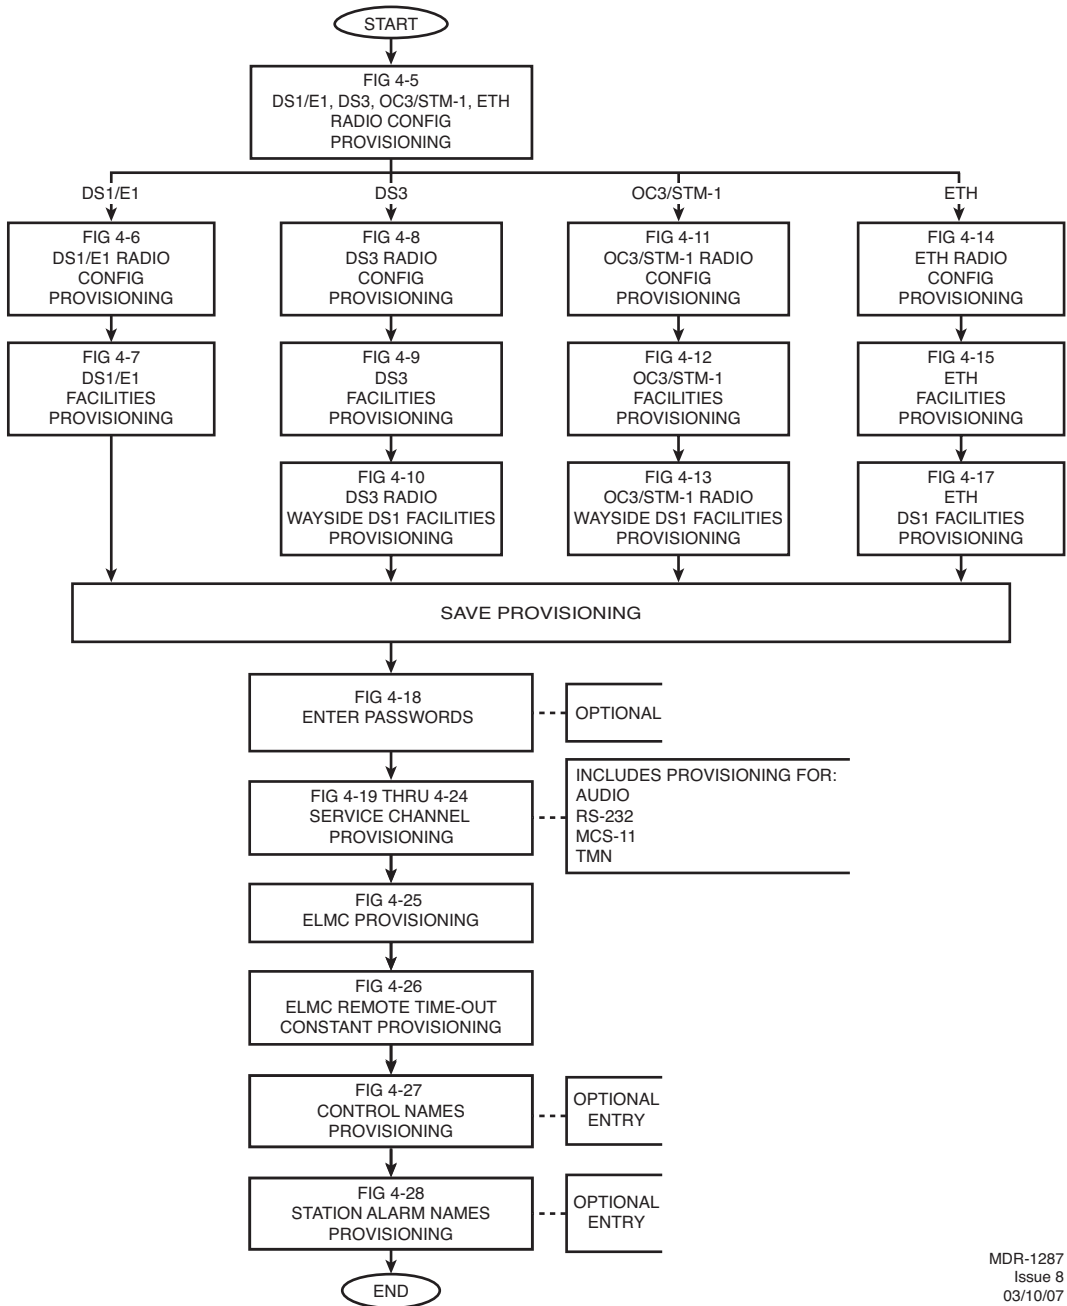 START
FIG 4-5
DS1/E1, DS3, OC3/STM-1, ETH
RADIO CONFIG
PROVISIONING
DS1/E1
DS3
OC3/STM-1
ETH
FIG 4-6
DS1/E1 RADIO
CONFIG
PROVISIONING
FIG 4-8
DS3 RADIO
CONFIG
PROVISIONING
FIG 4-11
OC3/STM-1 RADIO
CONFIG
PROVISIONING
FIG 4-14
ETH RADIO
CONFIG
PROVISIONING
FIG 4-7
DS1/E1
FACILITIES
PROVISIONING
FIG 4-9
DS3
FACILITIES
PROVISIONING
FIG 4-12
OC3/STM-1
FACILITIES
PROVISIONING
FIG 4-15
ETH
FACILITIES
PROVISIONING
FIG 4-10
DS3 RADIO
WAYSIDE DS1 FACILITIES
PROVISIONING
FIG 4-13
OC3/STM-1 RADIO
WAYSIDE DS1 FACILITIES
PROVISIONING
FIG 4-17
ETH
DS1 FACILITIES
PROVISIONING
SAVE PROVISIONING
FIG 4-18
ENTER PASSWORDS
OPTIONAL
FIG 4-19 THRU 4-24
SERVICE CHANNEL
PROVISIONING
INCLUDES PROVISIONING FOR:
AUDIO
RS-232
MCS-11
TMN
FIG 4-25
ELMC PROVISIONING
FIG 4-26
ELMC REMOTE TIME-OUT
CONSTANT PROVISIONING
FIG 4-27
CONTROL NAMES
PROVISIONING
OPTIONAL
ENTRY
FIG 4-28
STATION ALARM NAMES
PROVISIONING
OPTIONAL
ENTRY
END
MDR-1287
Issue 8
03/10/07